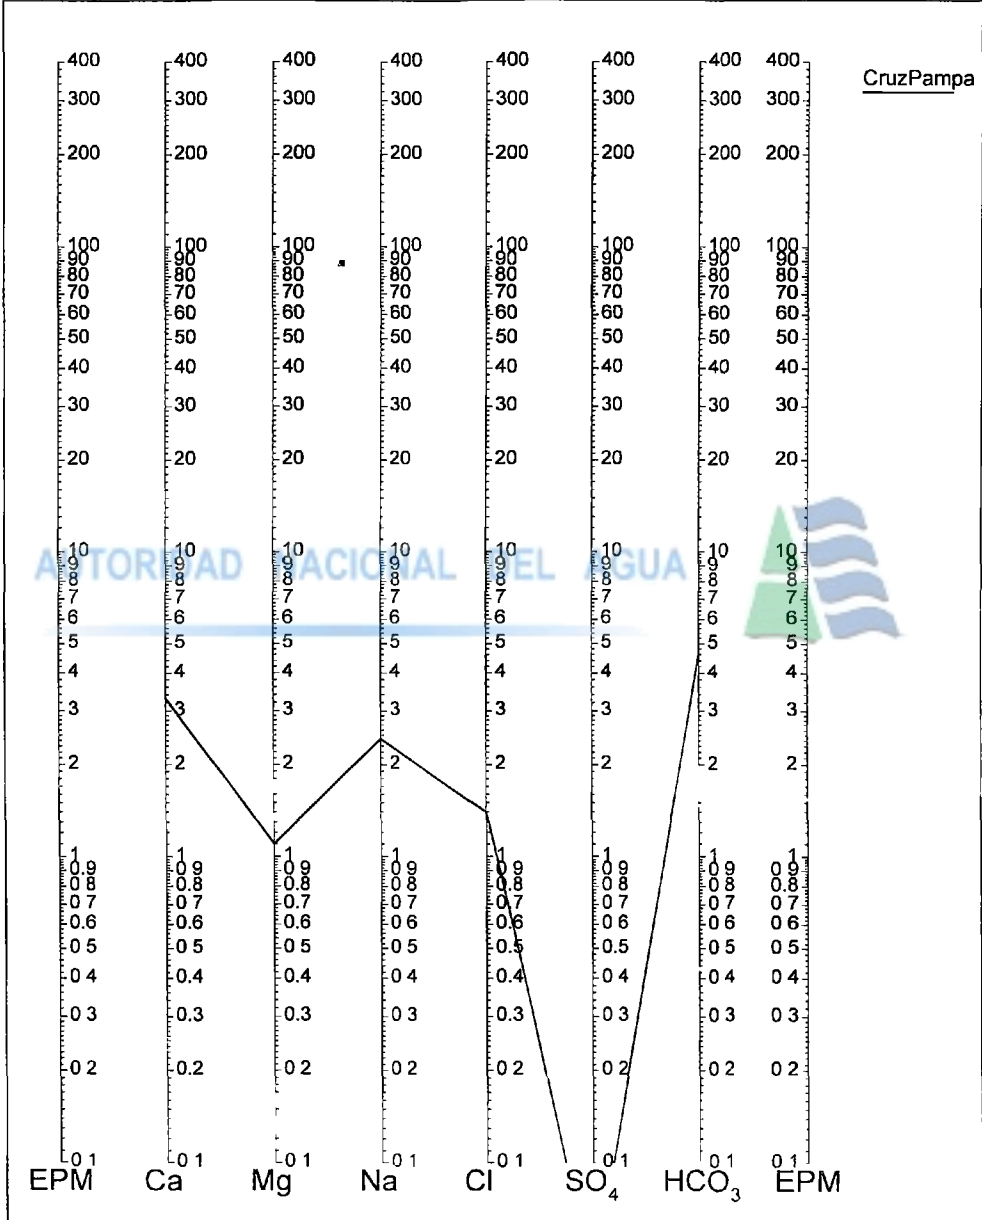 400 400 400 400 400 400 400 400 CruzPampa
300 300 300 300 300 300 300 300
200 200 200 200 200 200 200 200
100 100 100 100 100 100 100 100
90 90 90 90 90 90 90 90
80 80 80 80 80 80 80 80
70 70 70 70 70 70 70 70
60 60 60 60 60 60 60 60
50 50 50 50 50 50 50 50
40 40 40 40 40 40 40 40
30 30 30 30 30 30 30 30
20 20 20 20 20 20 20 20
10 10 10 10 10 10 10 10
AUTORIDAD NACIONAL DEL AGUA
9 9 9 9 9 9 9 9
8 8 8 8 8 8 8 8
7 7 7 7 7 7 7 7
6 6 6 6 6 6 6 6
5 5 5 5 5 5 5 5
4 4 4 4 4 4 4 4
3 3 3 3 3 3 3 3
2 2 2 2 2 2 2 2
1 1 1 1 1 1 1 1
0.9 0 9 0.9 0 9 0 9 0 9 0 9 0 9
0.8 0.8 0.8 0 8 0.8 0 8 0 8 0.8
0.7 0.7 0.7 0 7 0.7 0 7 0 7 0.7
0.6 0.6 0.6 0 6 0.6 0 6 0 6 0.6
0 5 0 5 0 5 0 5 0.5 0 5 0 5 0 5
0 4 0.4 0.4 0 4 0.4 0 4 0 4 0 4
0 3 0.3 0.3 0 3 0.3 0 3 0 3 0 3
0 2 0.2 0 2 0 2 0.2 0 2 0 2 0 2
0 1 0 1 0 1 0 1 0 1 0 1 0 1 0 1
EPM Ca Mg Na Cl SO₄ HCO₃ EPM